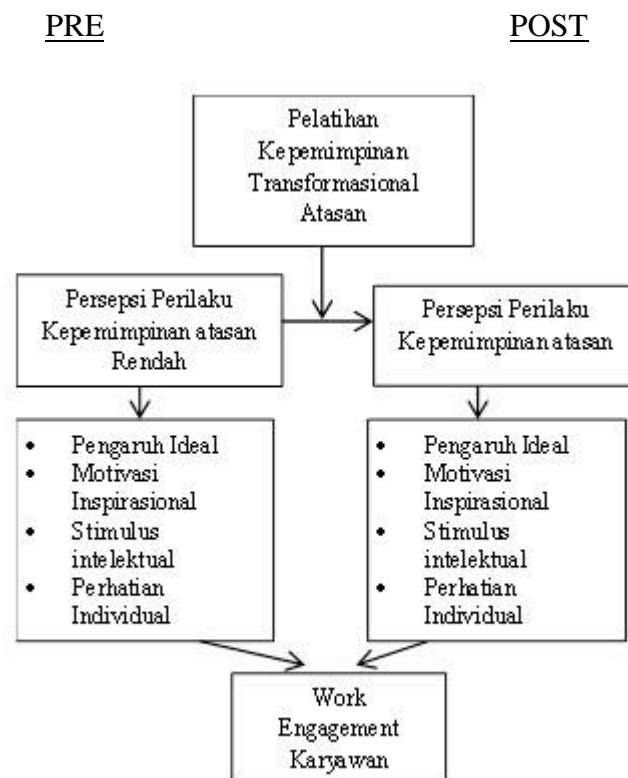 PRE
POST
Pelatihan
Kepemimpinan
Transformasional
Atasan
Persepsi Perilaku
Kepemimpinan atasan
Rendah
Persepsi Perilaku
Kepemimpinan atasan
• Pengaruh Ideal
• Motivasi
Inspirasional
• Stimulus
intelektual
• Perhatian
Individual
• Pengaruh Ideal
• Motivasi
Inspirasional
• Stimulus
intelektual
• Perhatian
Individual
Work
Engagement
Karyawan